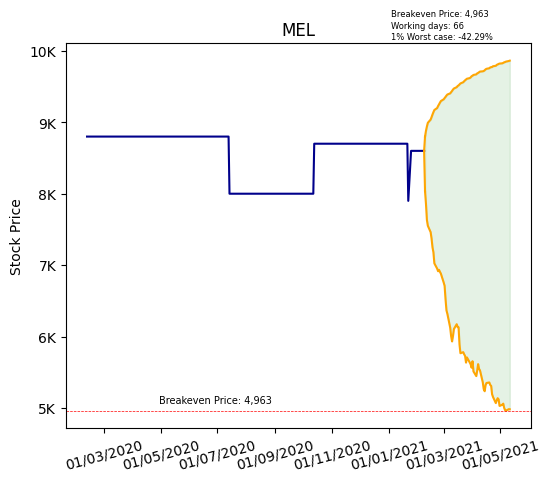 Breakeven Price: 4,963
Working days: 66
1% Worst case: -42.29%
MEL
Stock Price
10K
9K
8K
7K
6K
5K
Breakeven Price: 4,963
01/03/2020
01/05/2020
01/07/2020
01/09/2020
01/11/2020
01/01/2021
01/03/2021
01/05/2021